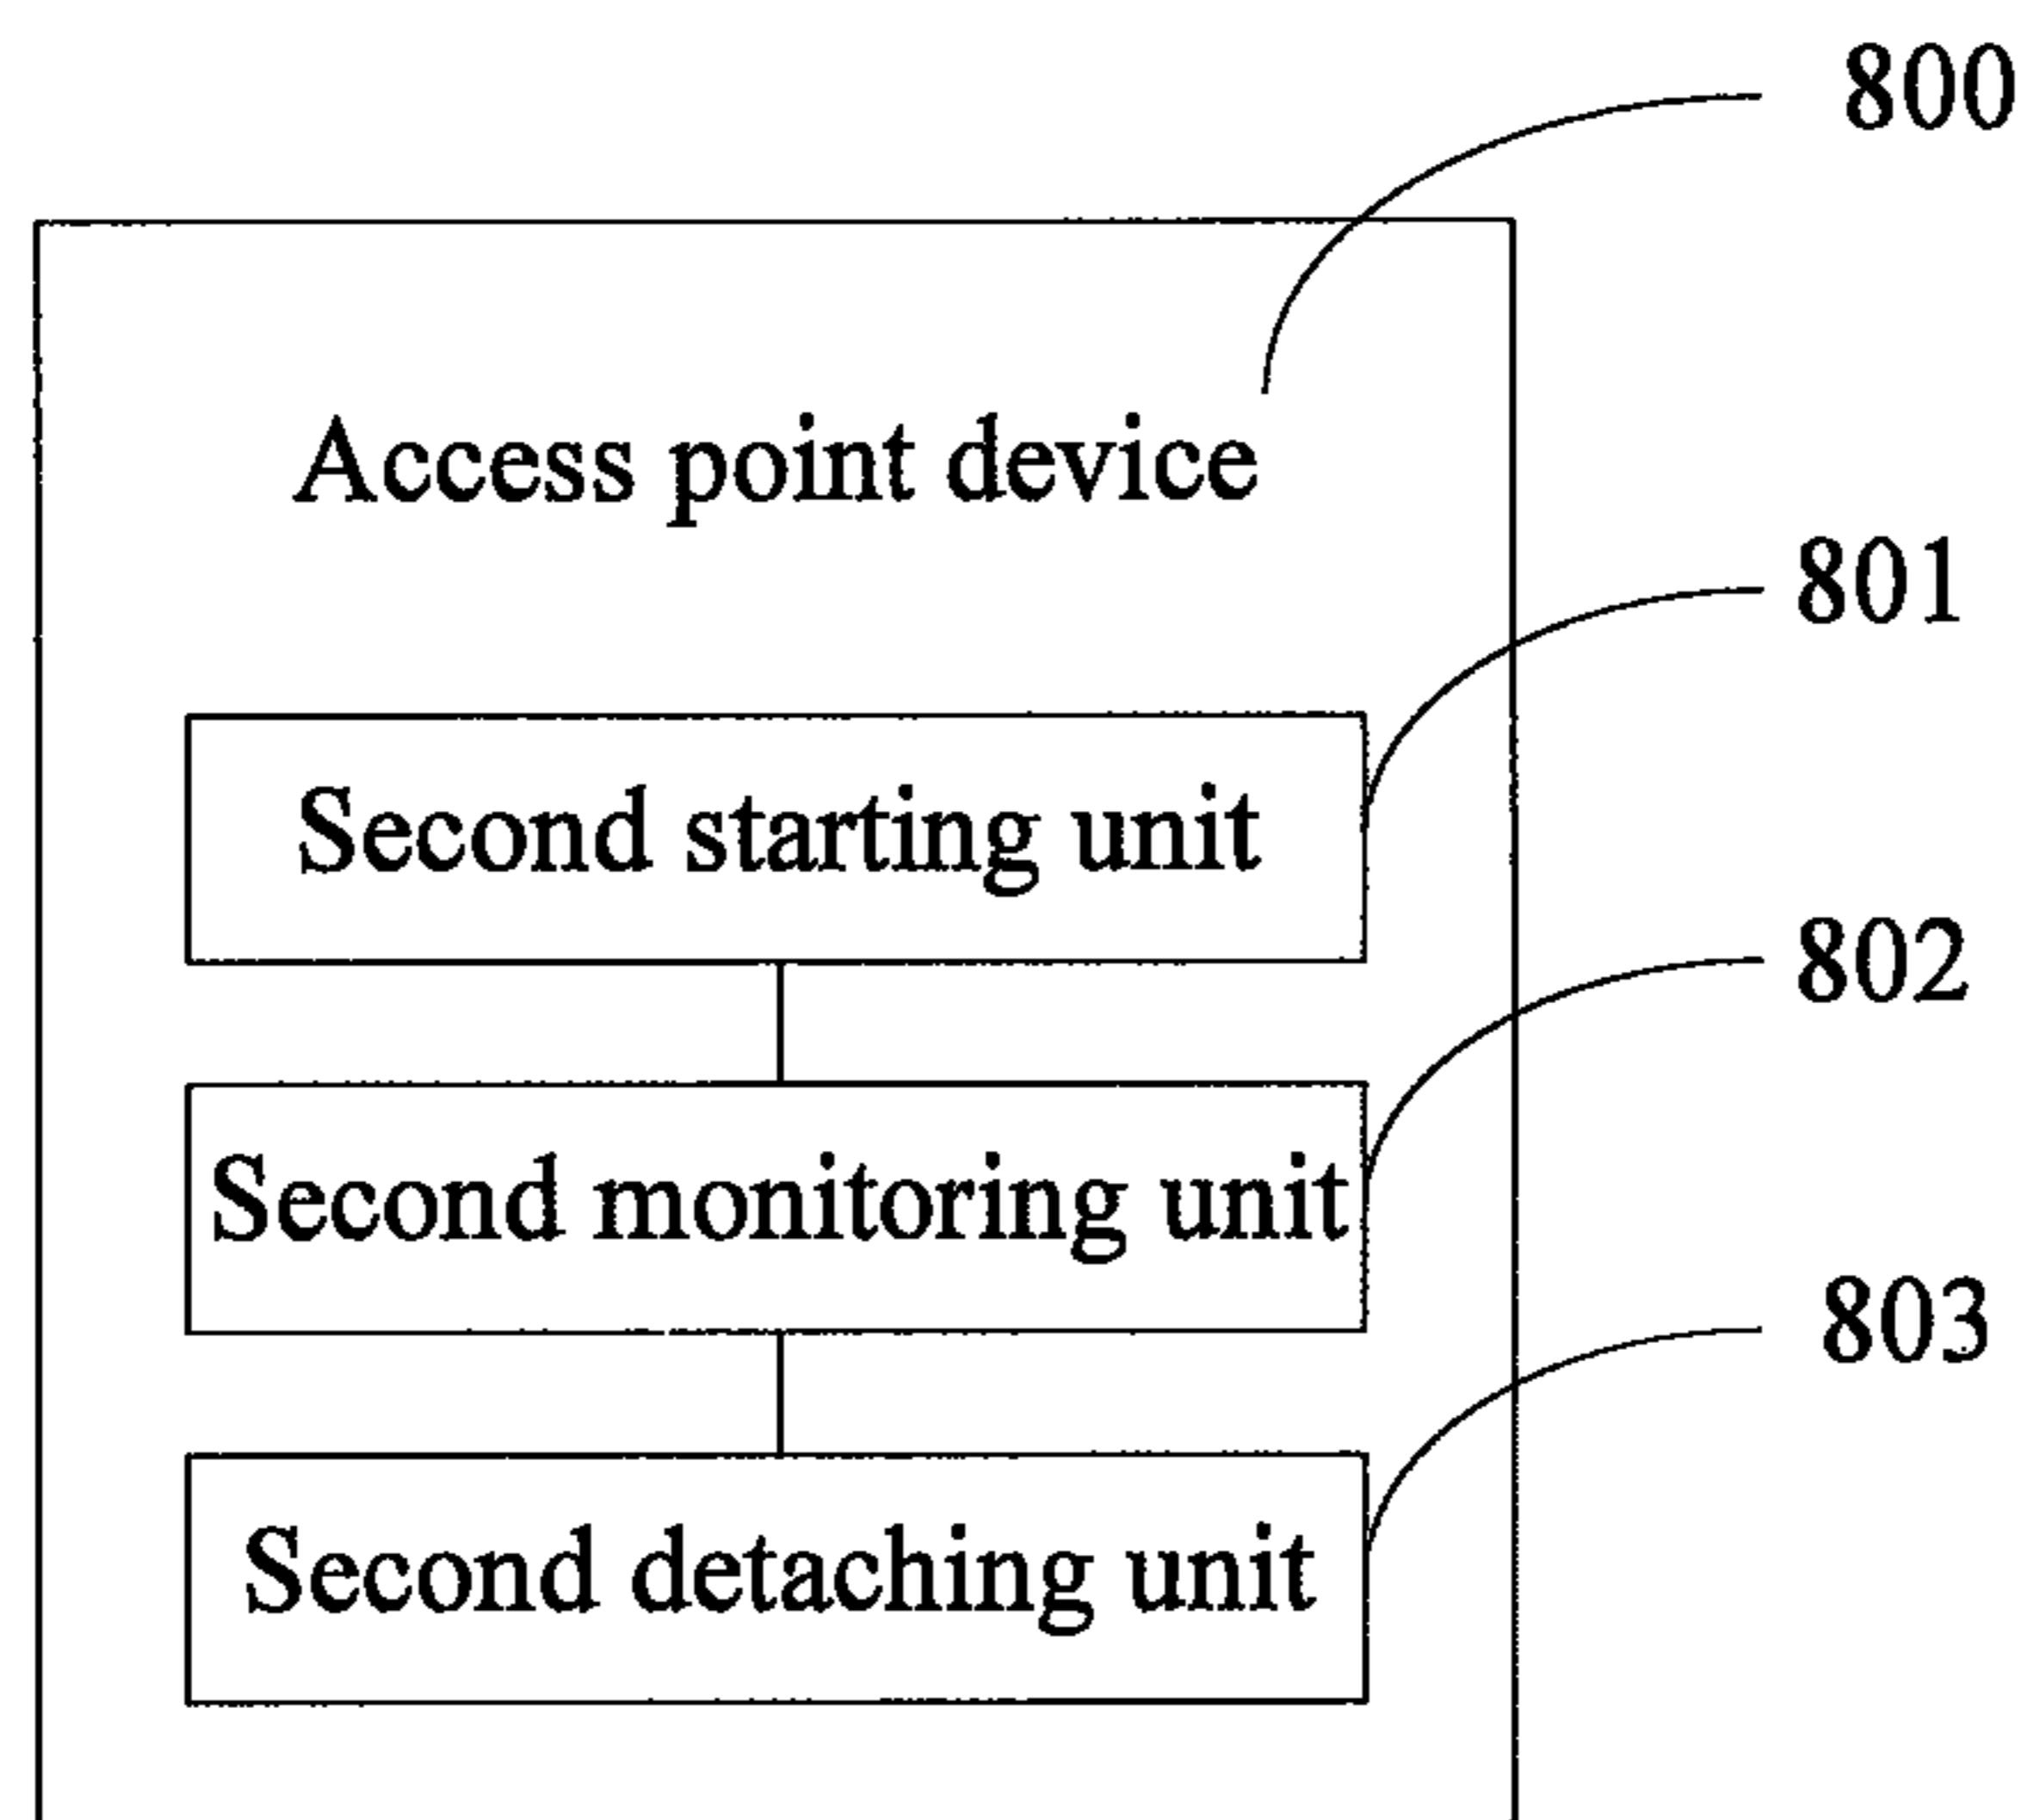 800
Access point device
801
Second starting unit
802
Second monitoring unit
803
Second detaching unit